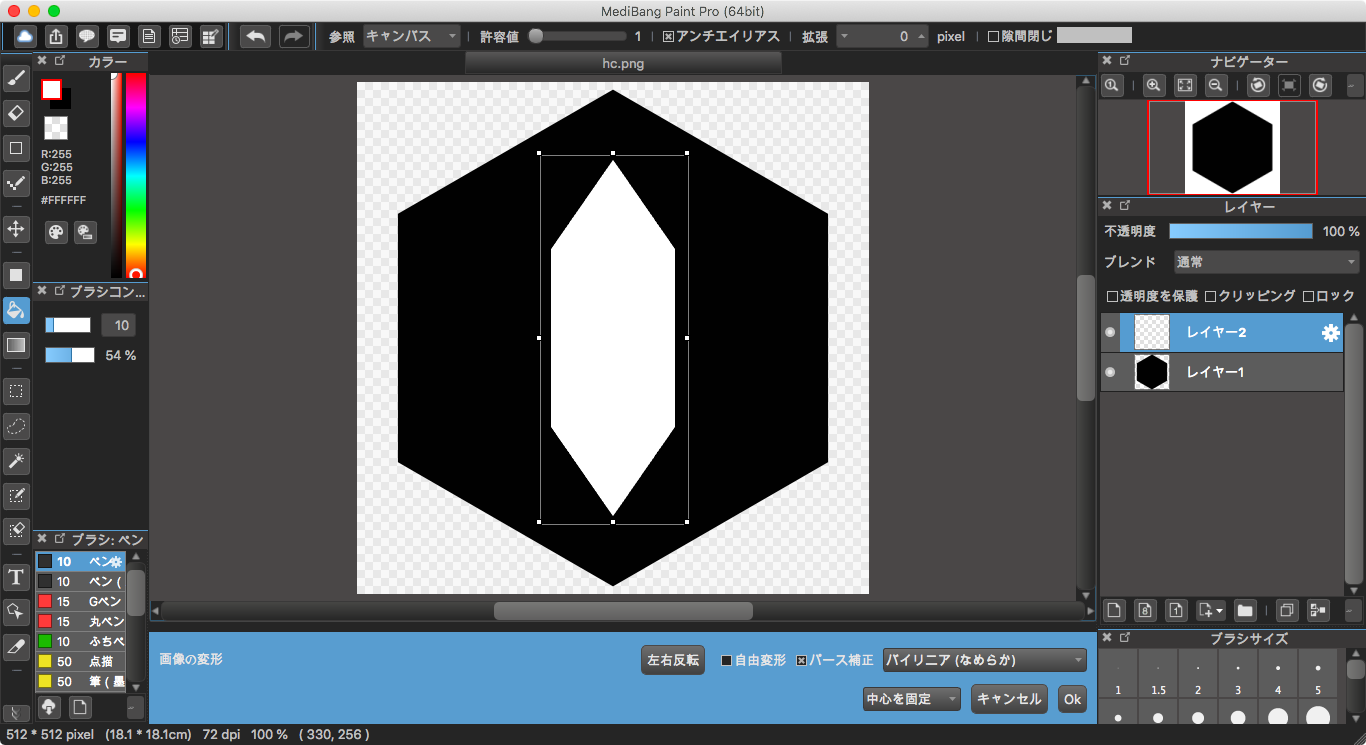 MediBang Paint Pro (64bit)
参照 キャンバス 許容値 1 アンチエイリアス 拡張 0 pixel 隙間閉じ
hc.png
カラー
R:255
G:255
B:255
#FFFFFF
ブラシコン...
10
54 %
ブラシ: ペン
10 ペン
10 ペン (
15 Gペン
15 丸ペン
10 ふちペ
50 点描
50 筆 ( 墨
T
画像の変形
左右反転 自由変形 パース補正 バイリニア (なめらか)
中心を固定 キャンセル Ok
ナビゲーター
レイヤー
不透明度 100 %
ブレンド 通常
透明度を保護 クリッピング ロック
レイヤー2
レイヤー1
8 1
ブラシサイズ
1 1.5 2 3 4 5
512 * 512 pixel (18.1 * 18.1cm) 72 dpi 100 % ( 330, 256 )